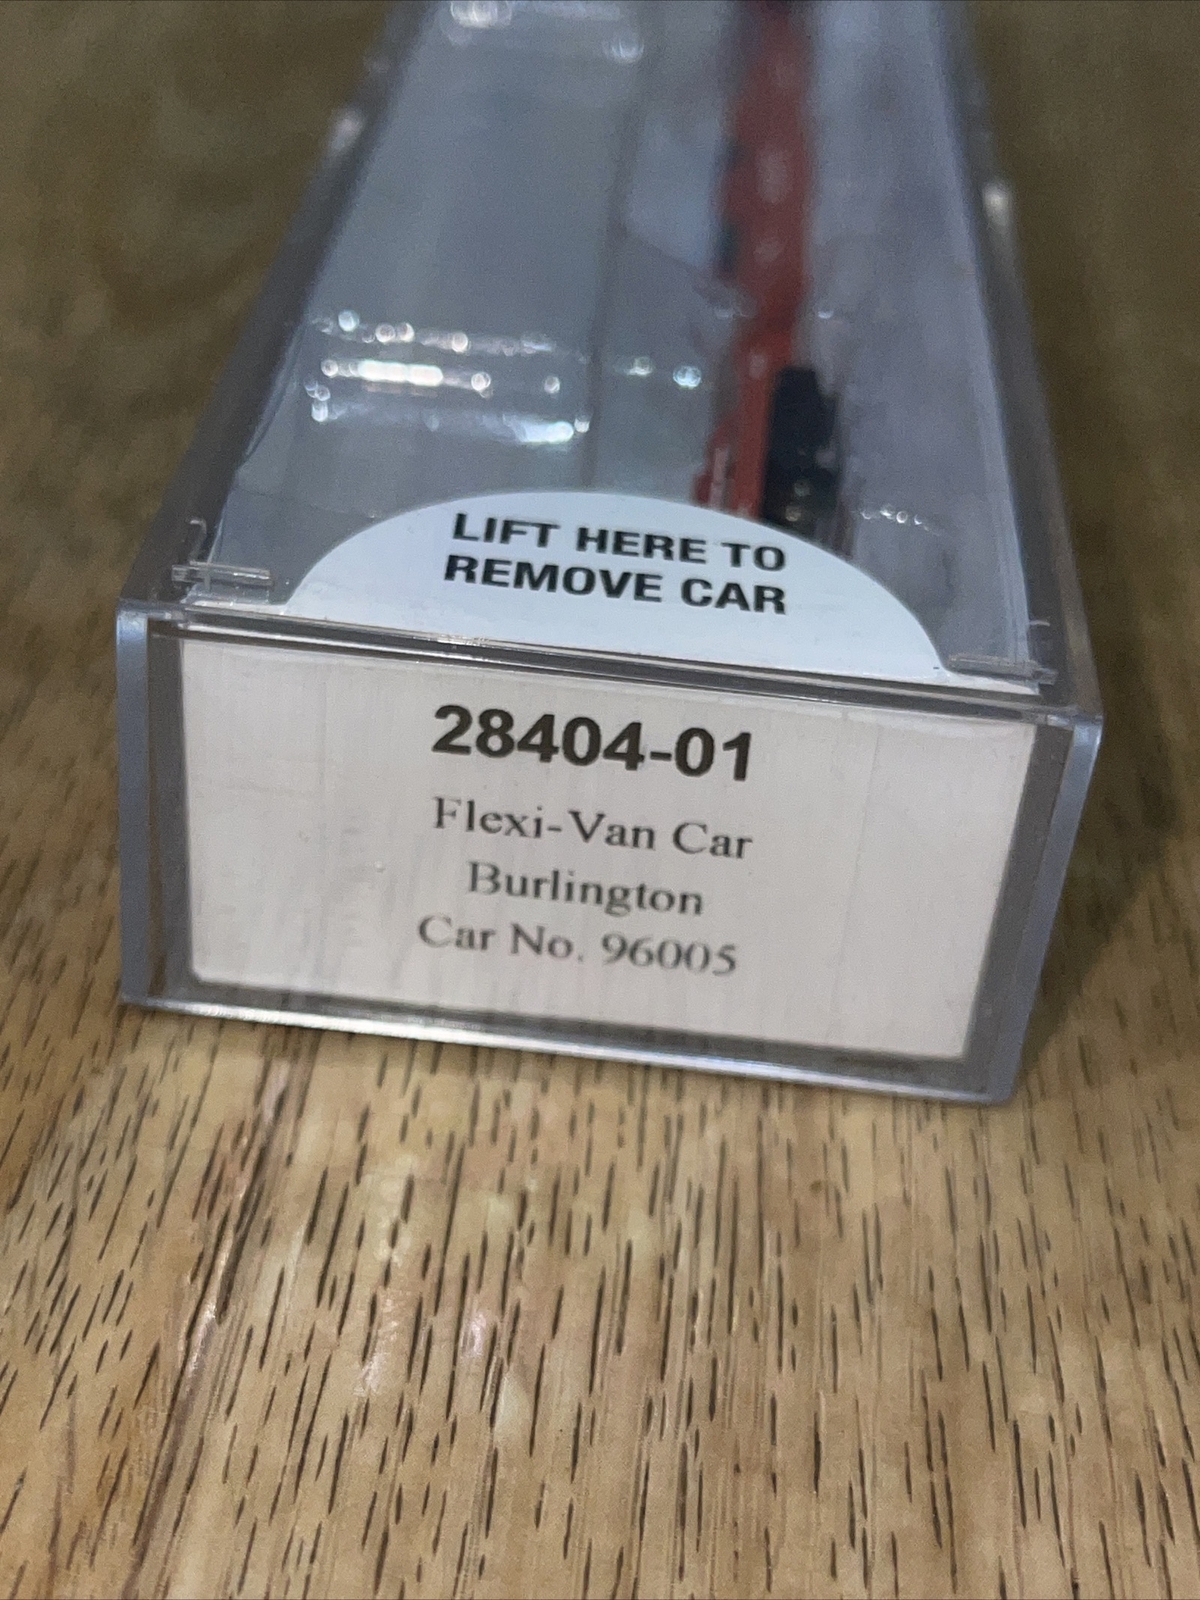 LIFT HERE TO
REMOVE CAR
28404-01
Flexi-Van Car
Burlington
Car No. 96005